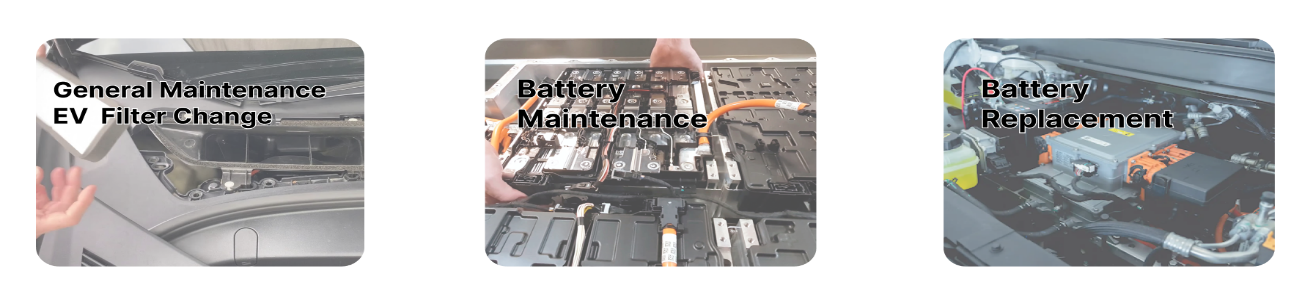 General Maintenance
EV Filter Change
Battery
Maintenance
Battery
Replacement